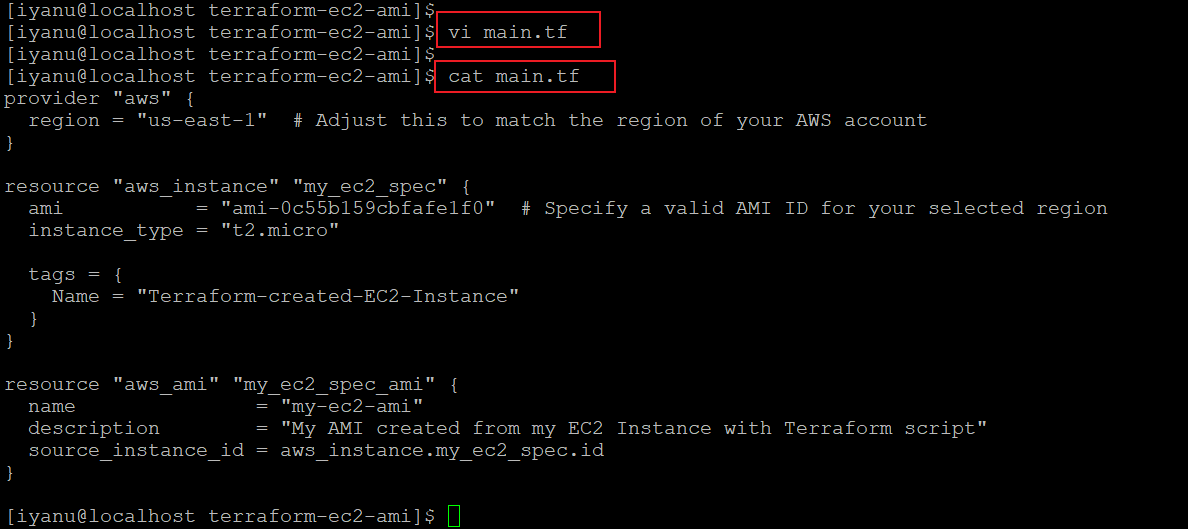 [iyanu@localhost terraform-ec2-ami]$
[iyanu@localhost terraform-ec2-ami]$ vi main.tf
[iyanu@localhost terraform-ec2-ami]$
[iyanu@localhost terraform-ec2-ami]$ cat main.tf
provider "aws" {
  region = "us-east-1"  # Adjust this to match the region of your AWS account
}

resource "aws_instance" "my_ec2_spec" {
  ami           = "ami-0c55b159cbfafe1f0"  # Specify a valid AMI ID for your selected region
  instance_type = "t2.micro"

  tags = {
    Name = "Terraform-created-EC2-Instance"
  }
}

resource "aws_ami" "my_ec2_spec_ami" {
  name               = "my-ec2-ami"
  description        = "My AMI created from my EC2 Instance with Terraform script"
  source_instance_id = aws_instance.my_ec2_spec.id
}

[iyanu@localhost terraform-ec2-ami]$